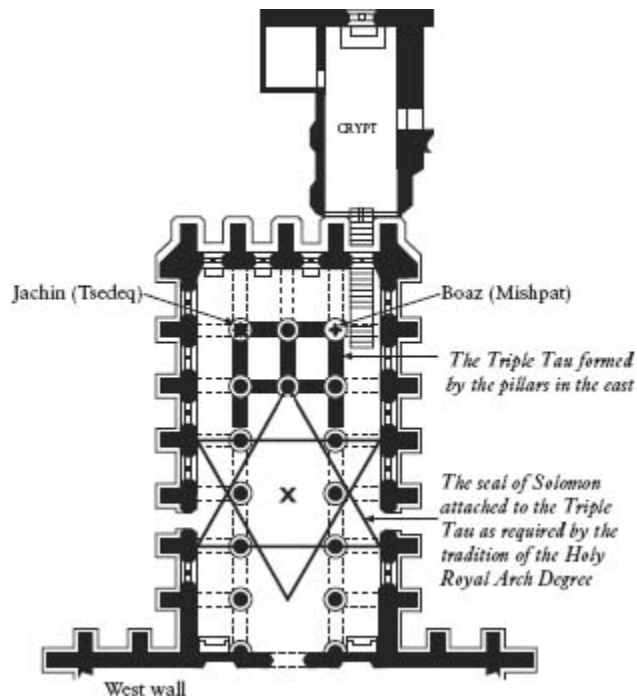 CRYPT
Jachin (Tsedeq)
Boaz (Mishpat)
The Triple Tau formed
by the pillars in the east
The seal of Solomon
attached to the Triple
Tau as required by the
tradition of the Holy
Royal Arch Degree
West wall